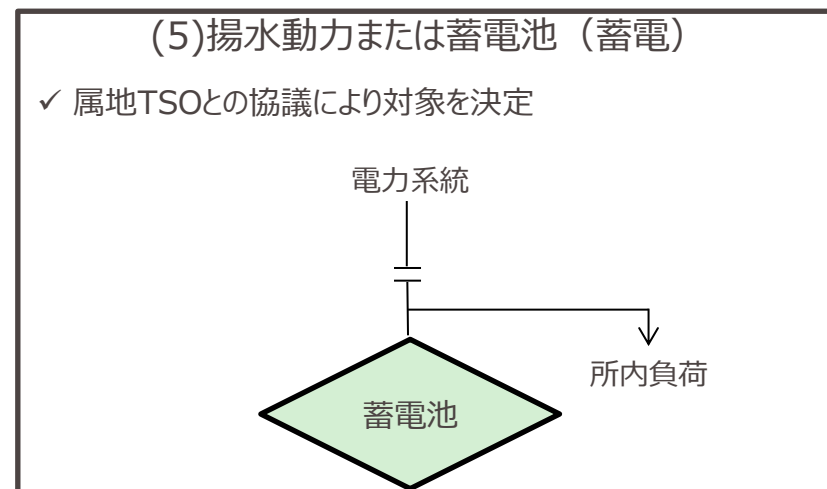 (5)揚水動力または蓄電池（蓄電）
✓ 属地TSOとの協議により対象を決定
電力系統
所内負荷
蓄電池